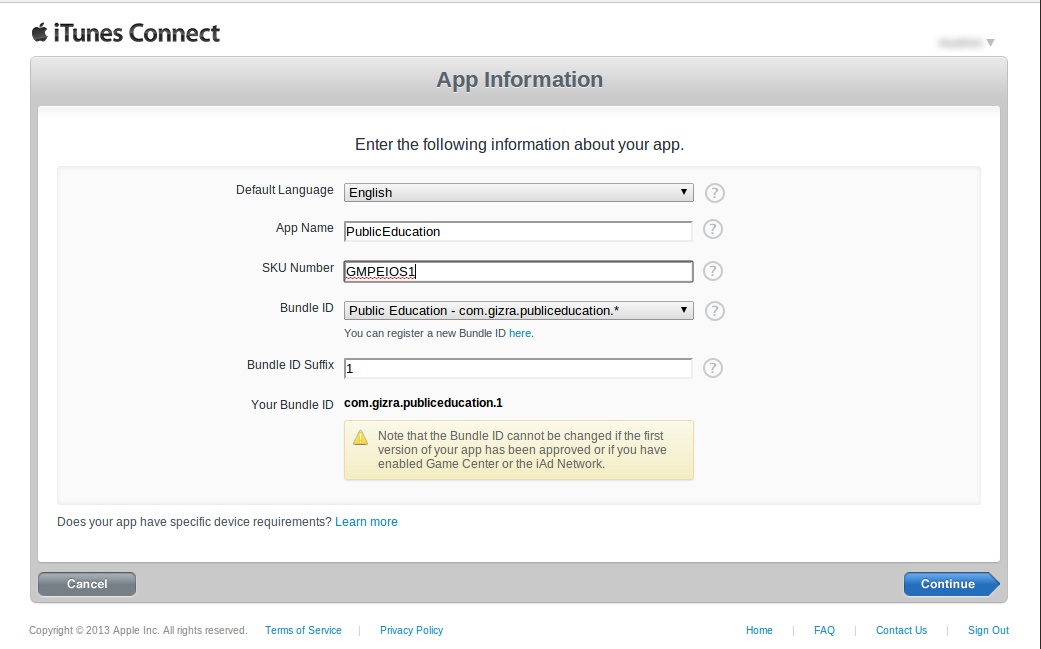 iTunes Connect
App Information
Enter the following information about your app.
Default Language English
App Name PublicEducation
SKU Number GMPEIOS1
Bundle ID Public Education - com.gizra.publiceducation.*
You can register a new Bundle ID here.
Bundle ID Suffix 1
Your Bundle ID com.gizra.publiceducation.1
Note that the Bundle ID cannot be changed if the first
version of your app has been approved or if you have
enabled Game Center or the iAd Network.
Does your app have specific device requirements? Learn more
Cancel Continue
Copyright © 2013 Apple Inc. All rights reserved. Terms of Service | Privacy Policy Home | FAQ | Contact Us | Sign Out